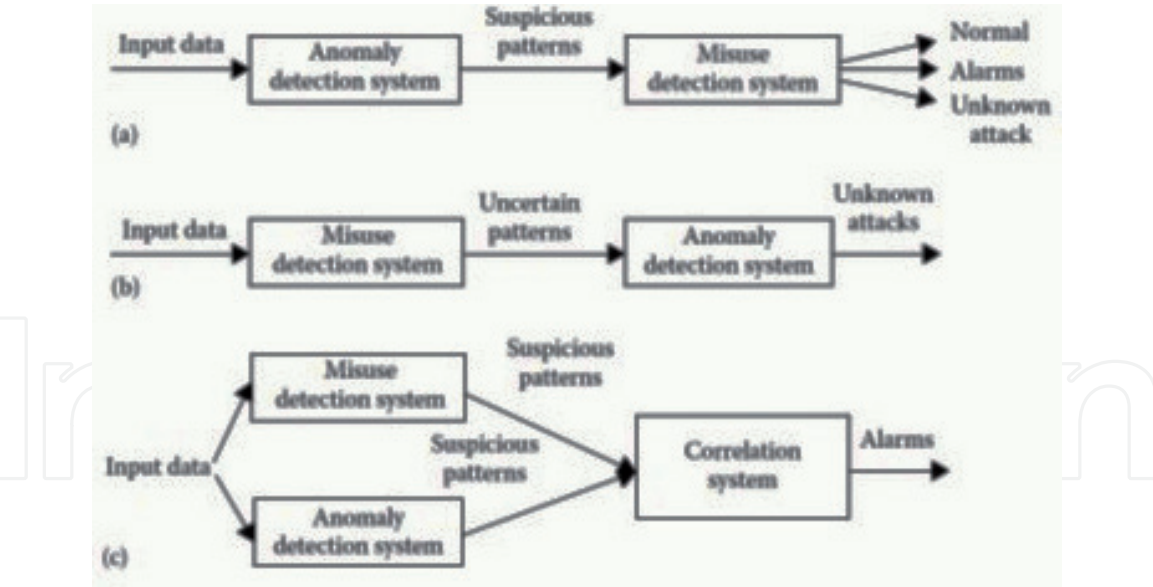 Suspicious
patterns
Input data
Anomaly
detection system
Misuse
detection system
Normal
Alarms
Unknown
attack
(a)
Uncertain
patterns
Unknown
attacks
Input data
Misuse
detection system
Anomaly
detection system
(b)
Suspicious
patterns
Misuse
detection system
Suspicious
patterns
Input data
Correlation
system
Alarms
Anomaly
detection system
(c)